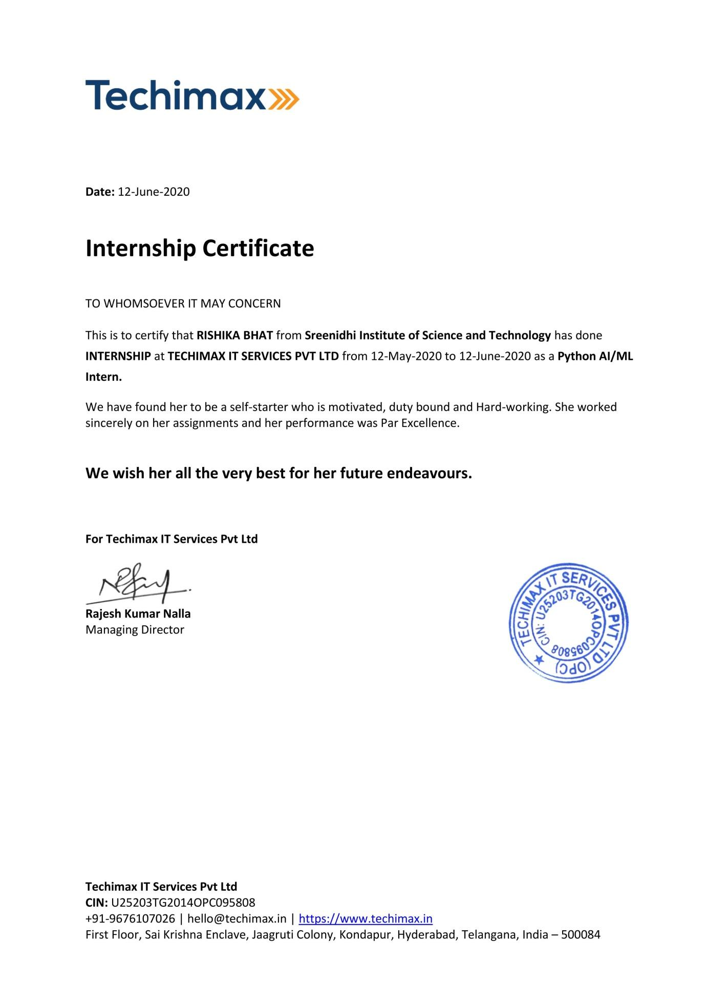 Techimax
Date: 12-June-2020
Internship Certificate
TO WHOMSOEVER IT MAY CONCERN
This is to certify that RISHIKA BHAT from Sreenidhi Institute of Science and Technology has done
INTERNSHIP at TECHIMAX IT SERVICES PVT LTD from 12-May-2020 to 12-June-2020 as a Python AI/ML
Intern.
We have found her to be a self-starter who is motivated, duty bound and Hard-working. She worked
sincerely on her assignments and her performance was Par Excellence.
We wish her all the very best for her future endeavours.
For Techimax IT Services Pvt Ltd
Rajesh Kumar Nalla
Managing Director
TECHIMAX IT SERVICES PVT LTD (OPC)
CIN: U25203TG2014OPC095808
Techimax IT Services Pvt Ltd
CIN: U25203TG2014OPC095808
+91-9676107026 | hello@techimax.in | https://www.techimax.in
First Floor, Sai Krishna Enclave, Jaagruti Colony, Kondapur, Hyderabad, Telangana, India – 500084